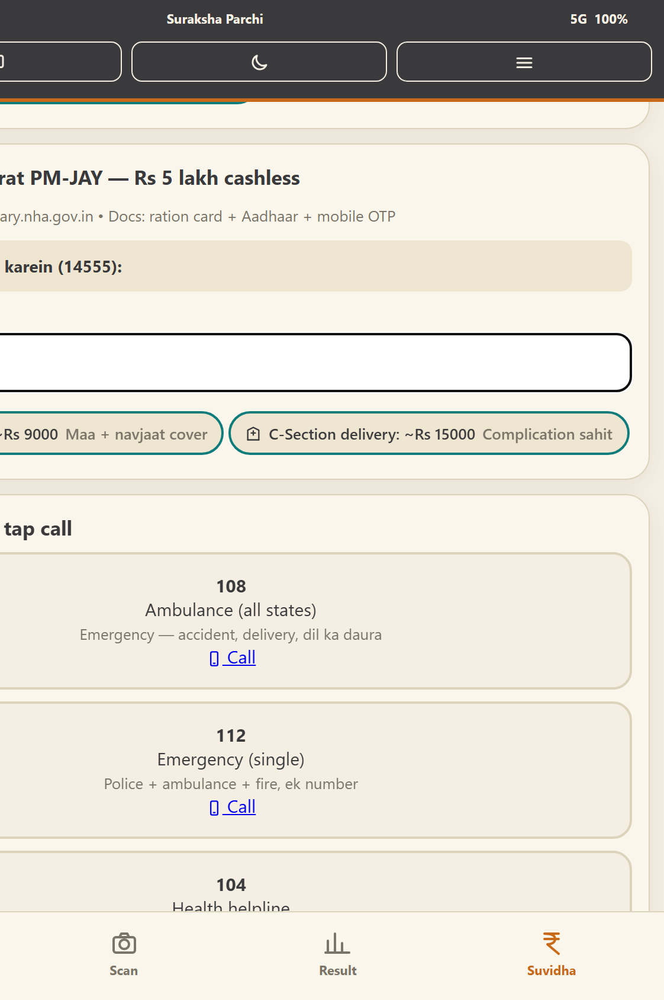 Suraksha Parchi 5G 100%
rat PM-JAY — Rs 5 lakh cashless
ary.nha.gov.in • Docs: ration card + Aadhaar + mobile OTP
karein (14555):
~Rs 9000 Maa + navjaat cover
C-Section delivery: ~Rs 15000 Complication sahit
tap call
108
Ambulance (all states)
Emergency — accident, delivery, dil ka daura
Call
112
Emergency (single)
Police + ambulance + fire, ek number
Call
104
Health helpline
Scan Result Suvidha